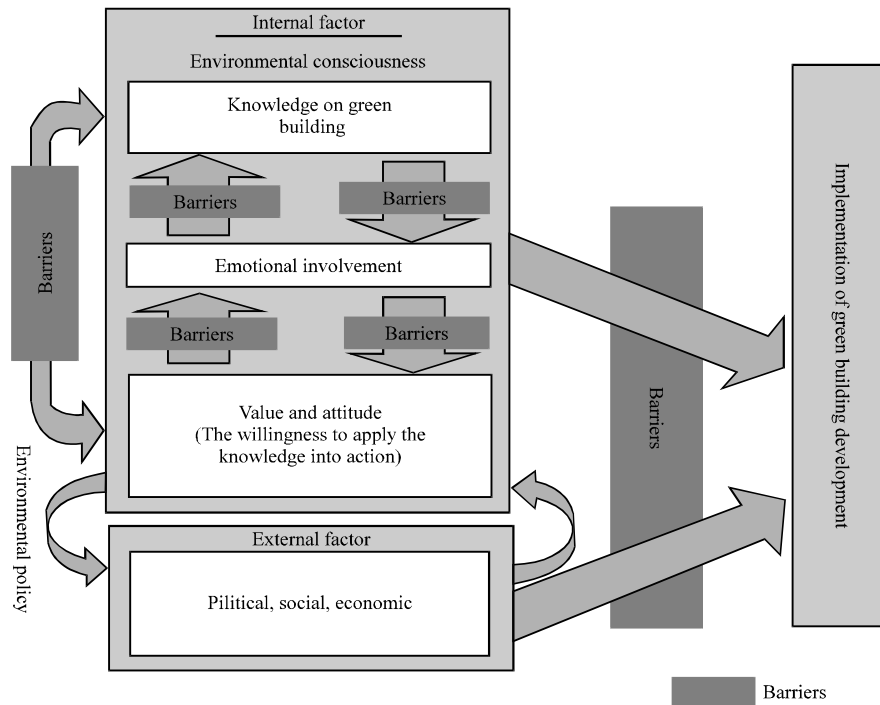 Internal factor
Environmental consciousness
Knowledge on green
building
Barriers
Barriers
Barriers
Emotional involvement
Barriers
Barriers
Value and attitude
(The willingness to apply the
knowledge into action)
Environmental policy
External factor
Pilitical, social, economic
Barriers
Implementation of green building development
Barriers